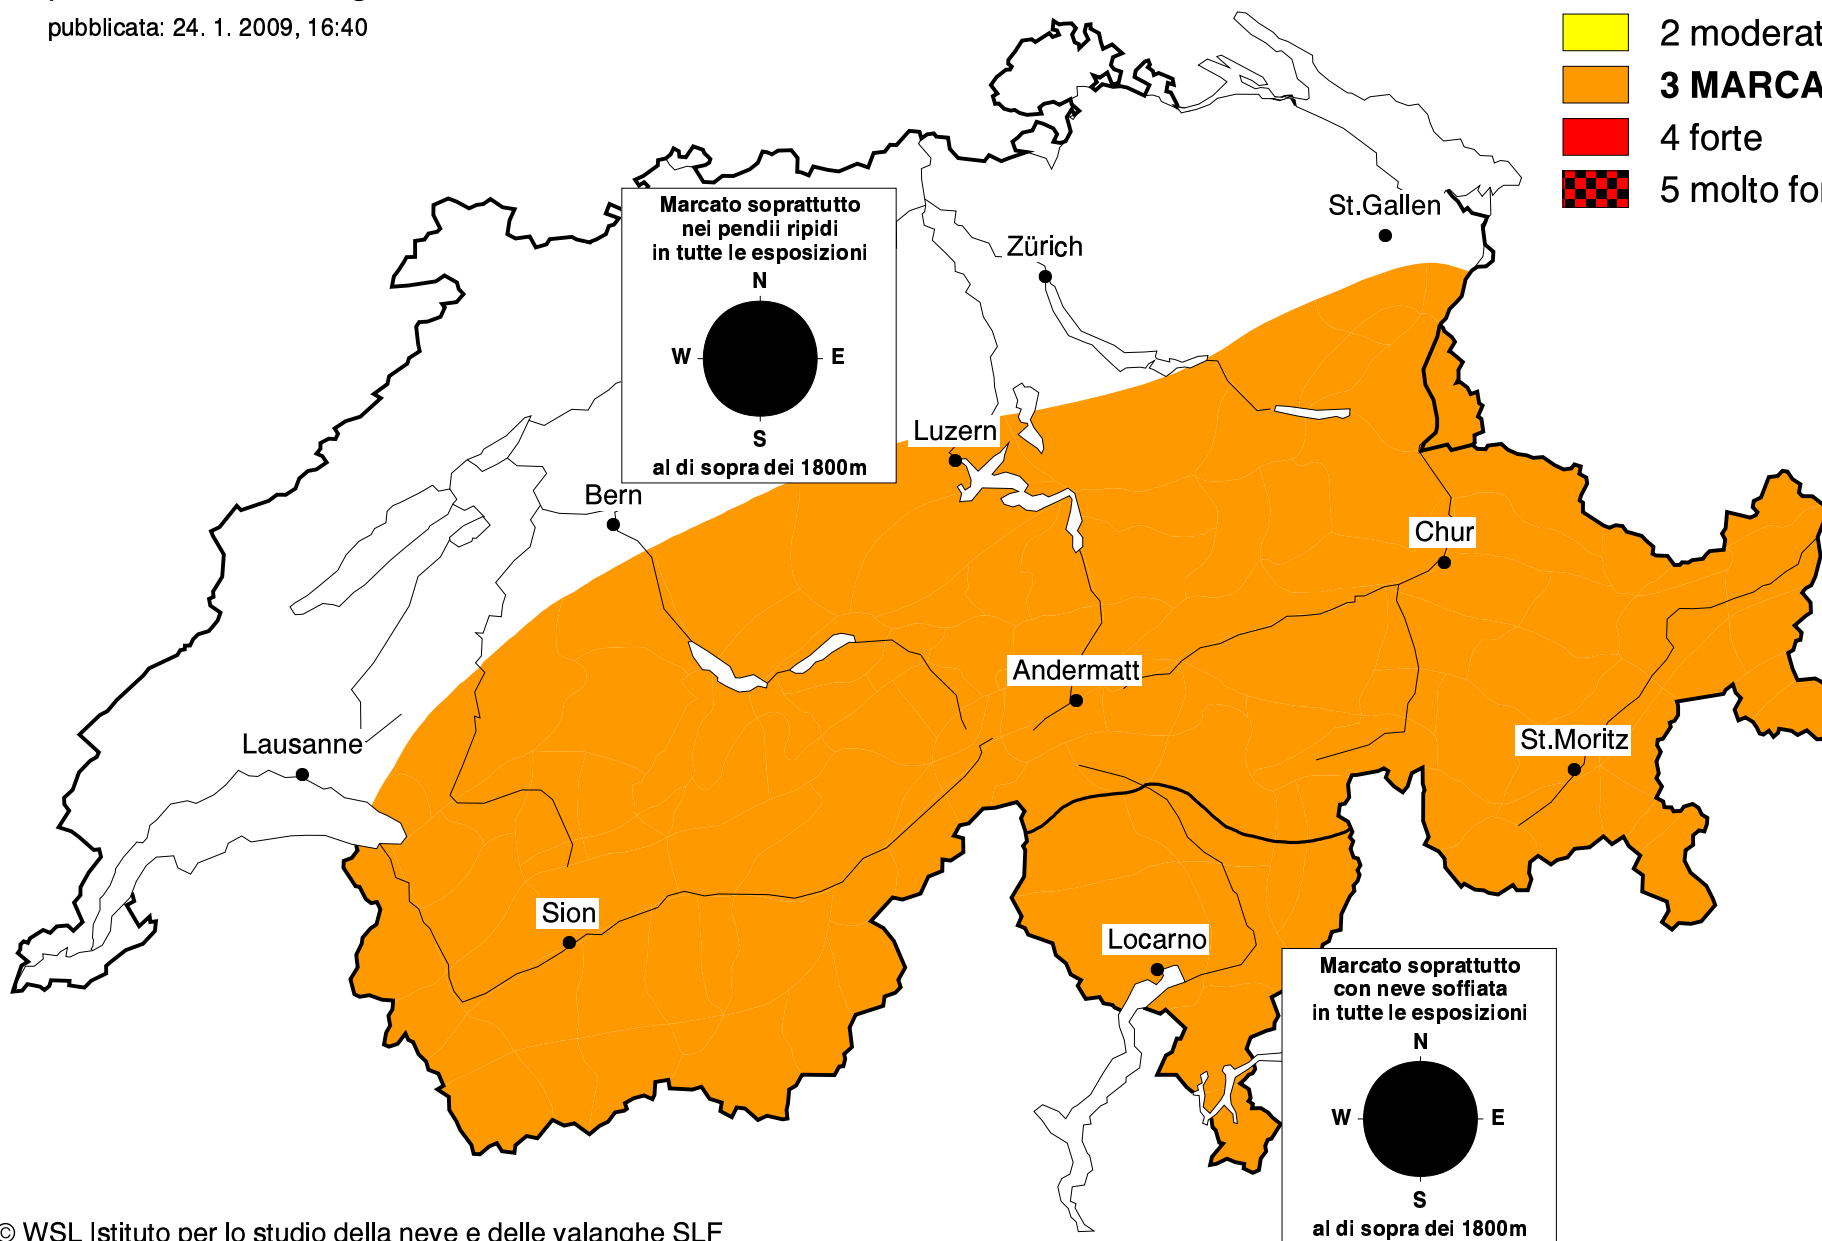 pubblicata: 24. 1. 2009, 16:40
2 moderat
3 MARCA
4 forte
5 molto for
Marcato soprattutto
nei pendii ripidi
in tutte le esposizioni
N
W E
S
al di sopra dei 1800m
St.Gallen
Zürich
Luzern
Bern
Chur
Andermatt
Lausanne
St.Moritz
Sion
Locarno
Marcato soprattutto
con neve soffiata
in tutte le esposizioni
N
W E
S
al di sopra dei 1800m
© WSL Istituto per lo studio della neve e delle valanghe SLF